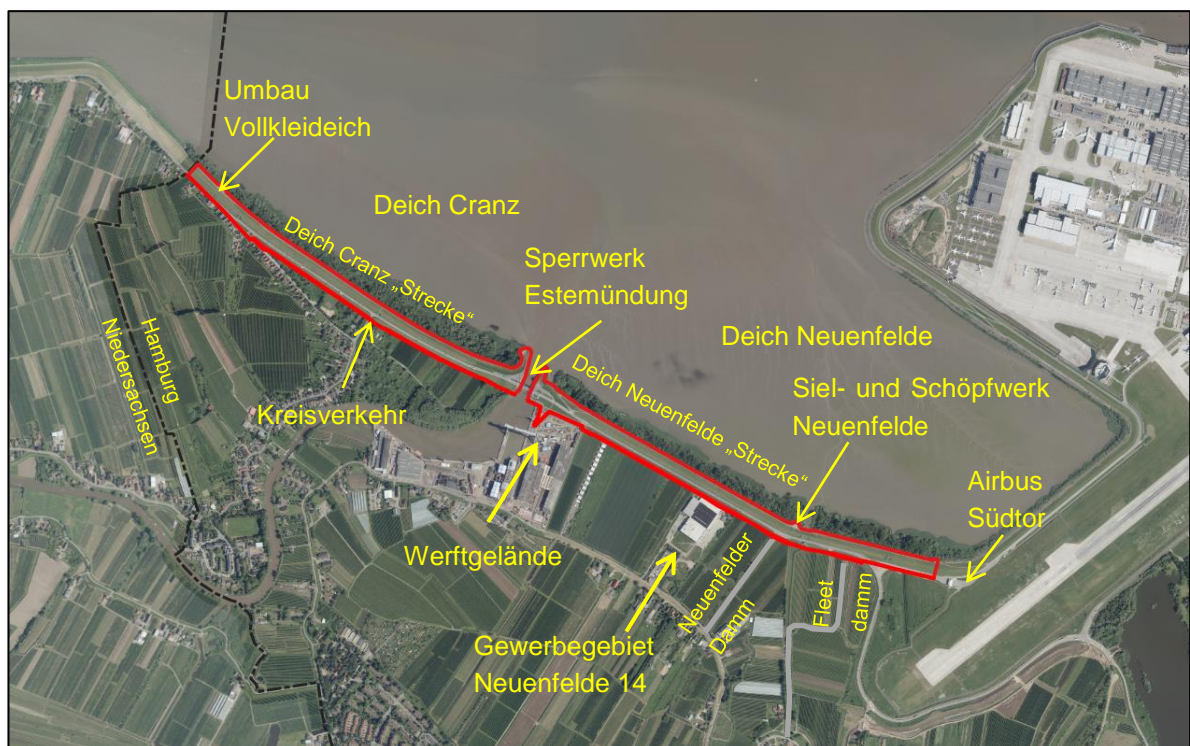 Umbau
Vollkleideich
Deich Cranz
Deich Cranz „Strecke“
Sperrwerk
Estemündung
Deich Neuenfelde
Deich Neuenfelde „Strecke“
Siel- und Schöpfwerk
Neuenfelde
Hamburg
Niedersachsen
Kreisverkehr
Airbus
Südtor
Werftgelände
Neuenfelder
Damm
Fleet
damm
Gewerbegebiet
Neuenfelde 14